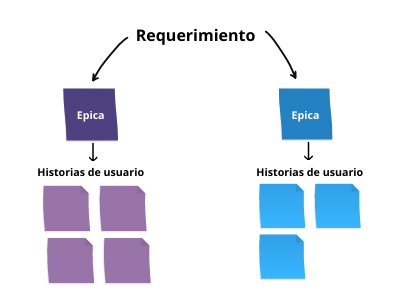 Requerimiento
Epica
Epica
Historias de usuario
Historias de usuario